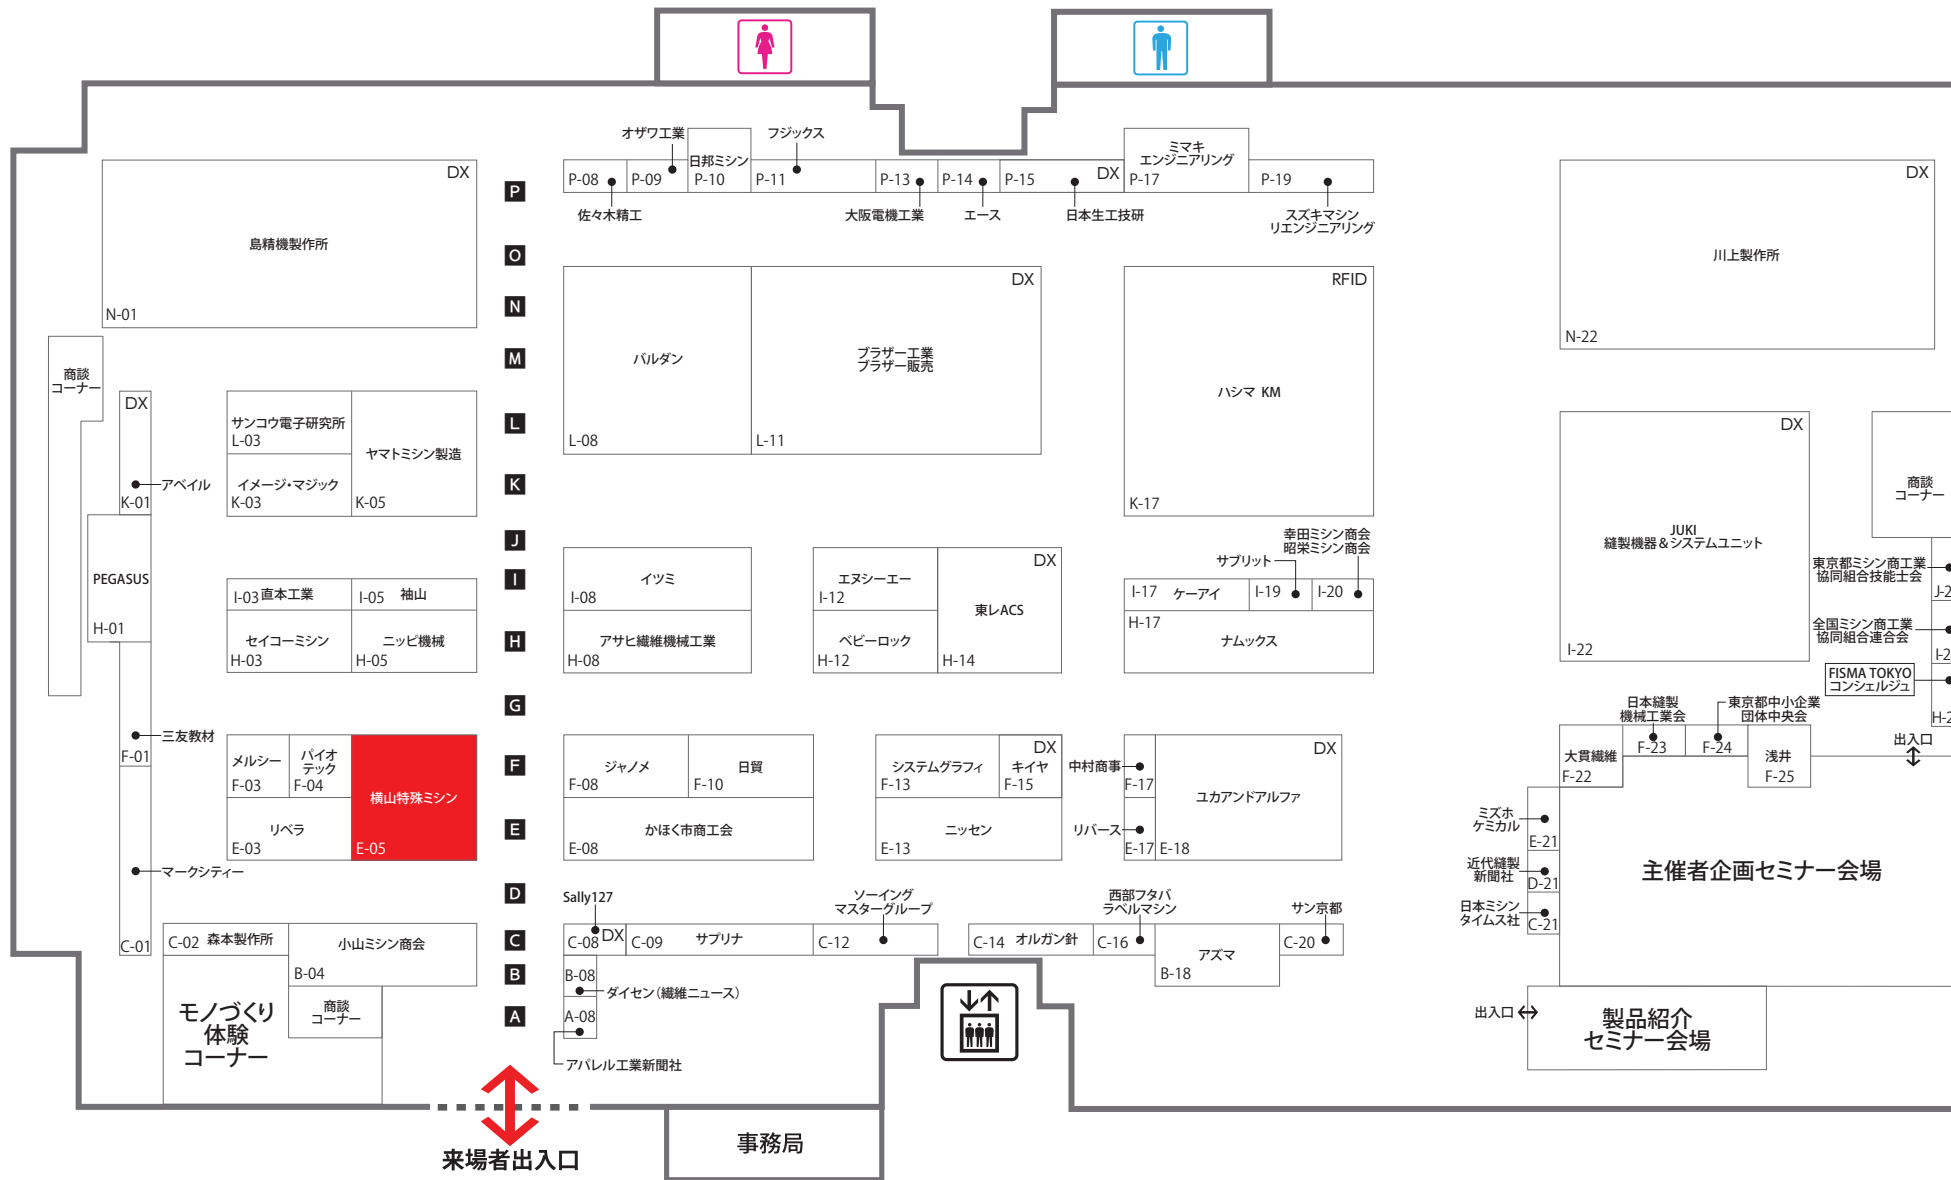 オザワ工業
フジックス
日邦ミシン
ミマキ
エンジニアリング
P-08
P-09
P-10
P-11
P-13
P-14
P-15
DX
P-17
P-19
佐々木精工
大阪電機工業
エース
日本生工技研
スズキマシン
リエンジニアリング
P
O
N
M
L
K
J
I
H
G
F
E
D
C
B
A
DX
島精機製作所
N-01
バルダン
L-08
DX
ブラザー工業
ブラザー販売
L-11
RFID
ハシマ KM
K-17
DX
川上製作所
N-22
商談
コーナー
DX
アベイル
K-01
サンコウ電子研究所
L-03
イメージ・マジック
K-03
ヤマトミシン製造
K-05
DX
JUKI
縫製機器&システムユニット
I-22
商談
コーナー
PEGASUS
H-01
I-03 直本工業
I-05 袖山
セイコーミシン
H-03
ニッピ機械
H-05
イツミ
I-08
アサヒ繊維機械工業
H-08
エヌシーエー
I-12
ベビーロック
H-12
DX
東レACS
H-14
サブリット
幸田ミシン商会
昭栄ミシン商会
I-17 ケーアイ
I-19
I-20
H-17
ナムックス
東京都ミシン商工業
協同組合技能士会
J-2
全国ミシン商工業
協同組合連合会
I-2
FISMA TOKYO
コンシェルジュ
H-2
三友教材
F-01
メルシー
F-03
パイオ
テック
F-04
横山特殊ミシン
E-05
リベラ
E-03
ジャノメ
F-08
日貿
F-10
かほく市商工会
E-08
システムグラフィ
F-13
DX
キイヤ
F-15
ニッセン
E-13
中村商事
F-17
リバース
E-17
DX
ユカアンドアルファ
E-18
日本縫製
機械工業会
F-23
東京都中小企業
団体中央会
F-24
大貫繊維
F-22
浅井
F-25
出入口
ミズホ
ケミカル
E-21
近代縫製
新聞社
D-21
日本ミシン
タイムス社
C-21
主催者企画セミナー会場
マークシティー
C-01
C-02 森本製作所
小山ミシン商会
B-04
商談
コーナー
モノづくり
体験
コーナー
Sally127
C-08
DX
C-09 サプリナ
ソーイング
マスターグループ
C-12
C-14 オルガン針
西部フタバ
ラベルマシン
C-16
アズマ
B-18
サン京都
C-20
B-08
ダイセン(繊維ニュース)
A-08
アパレル工業新聞社
出入口
製品紹介
セミナー会場
事務局
来場者出入口